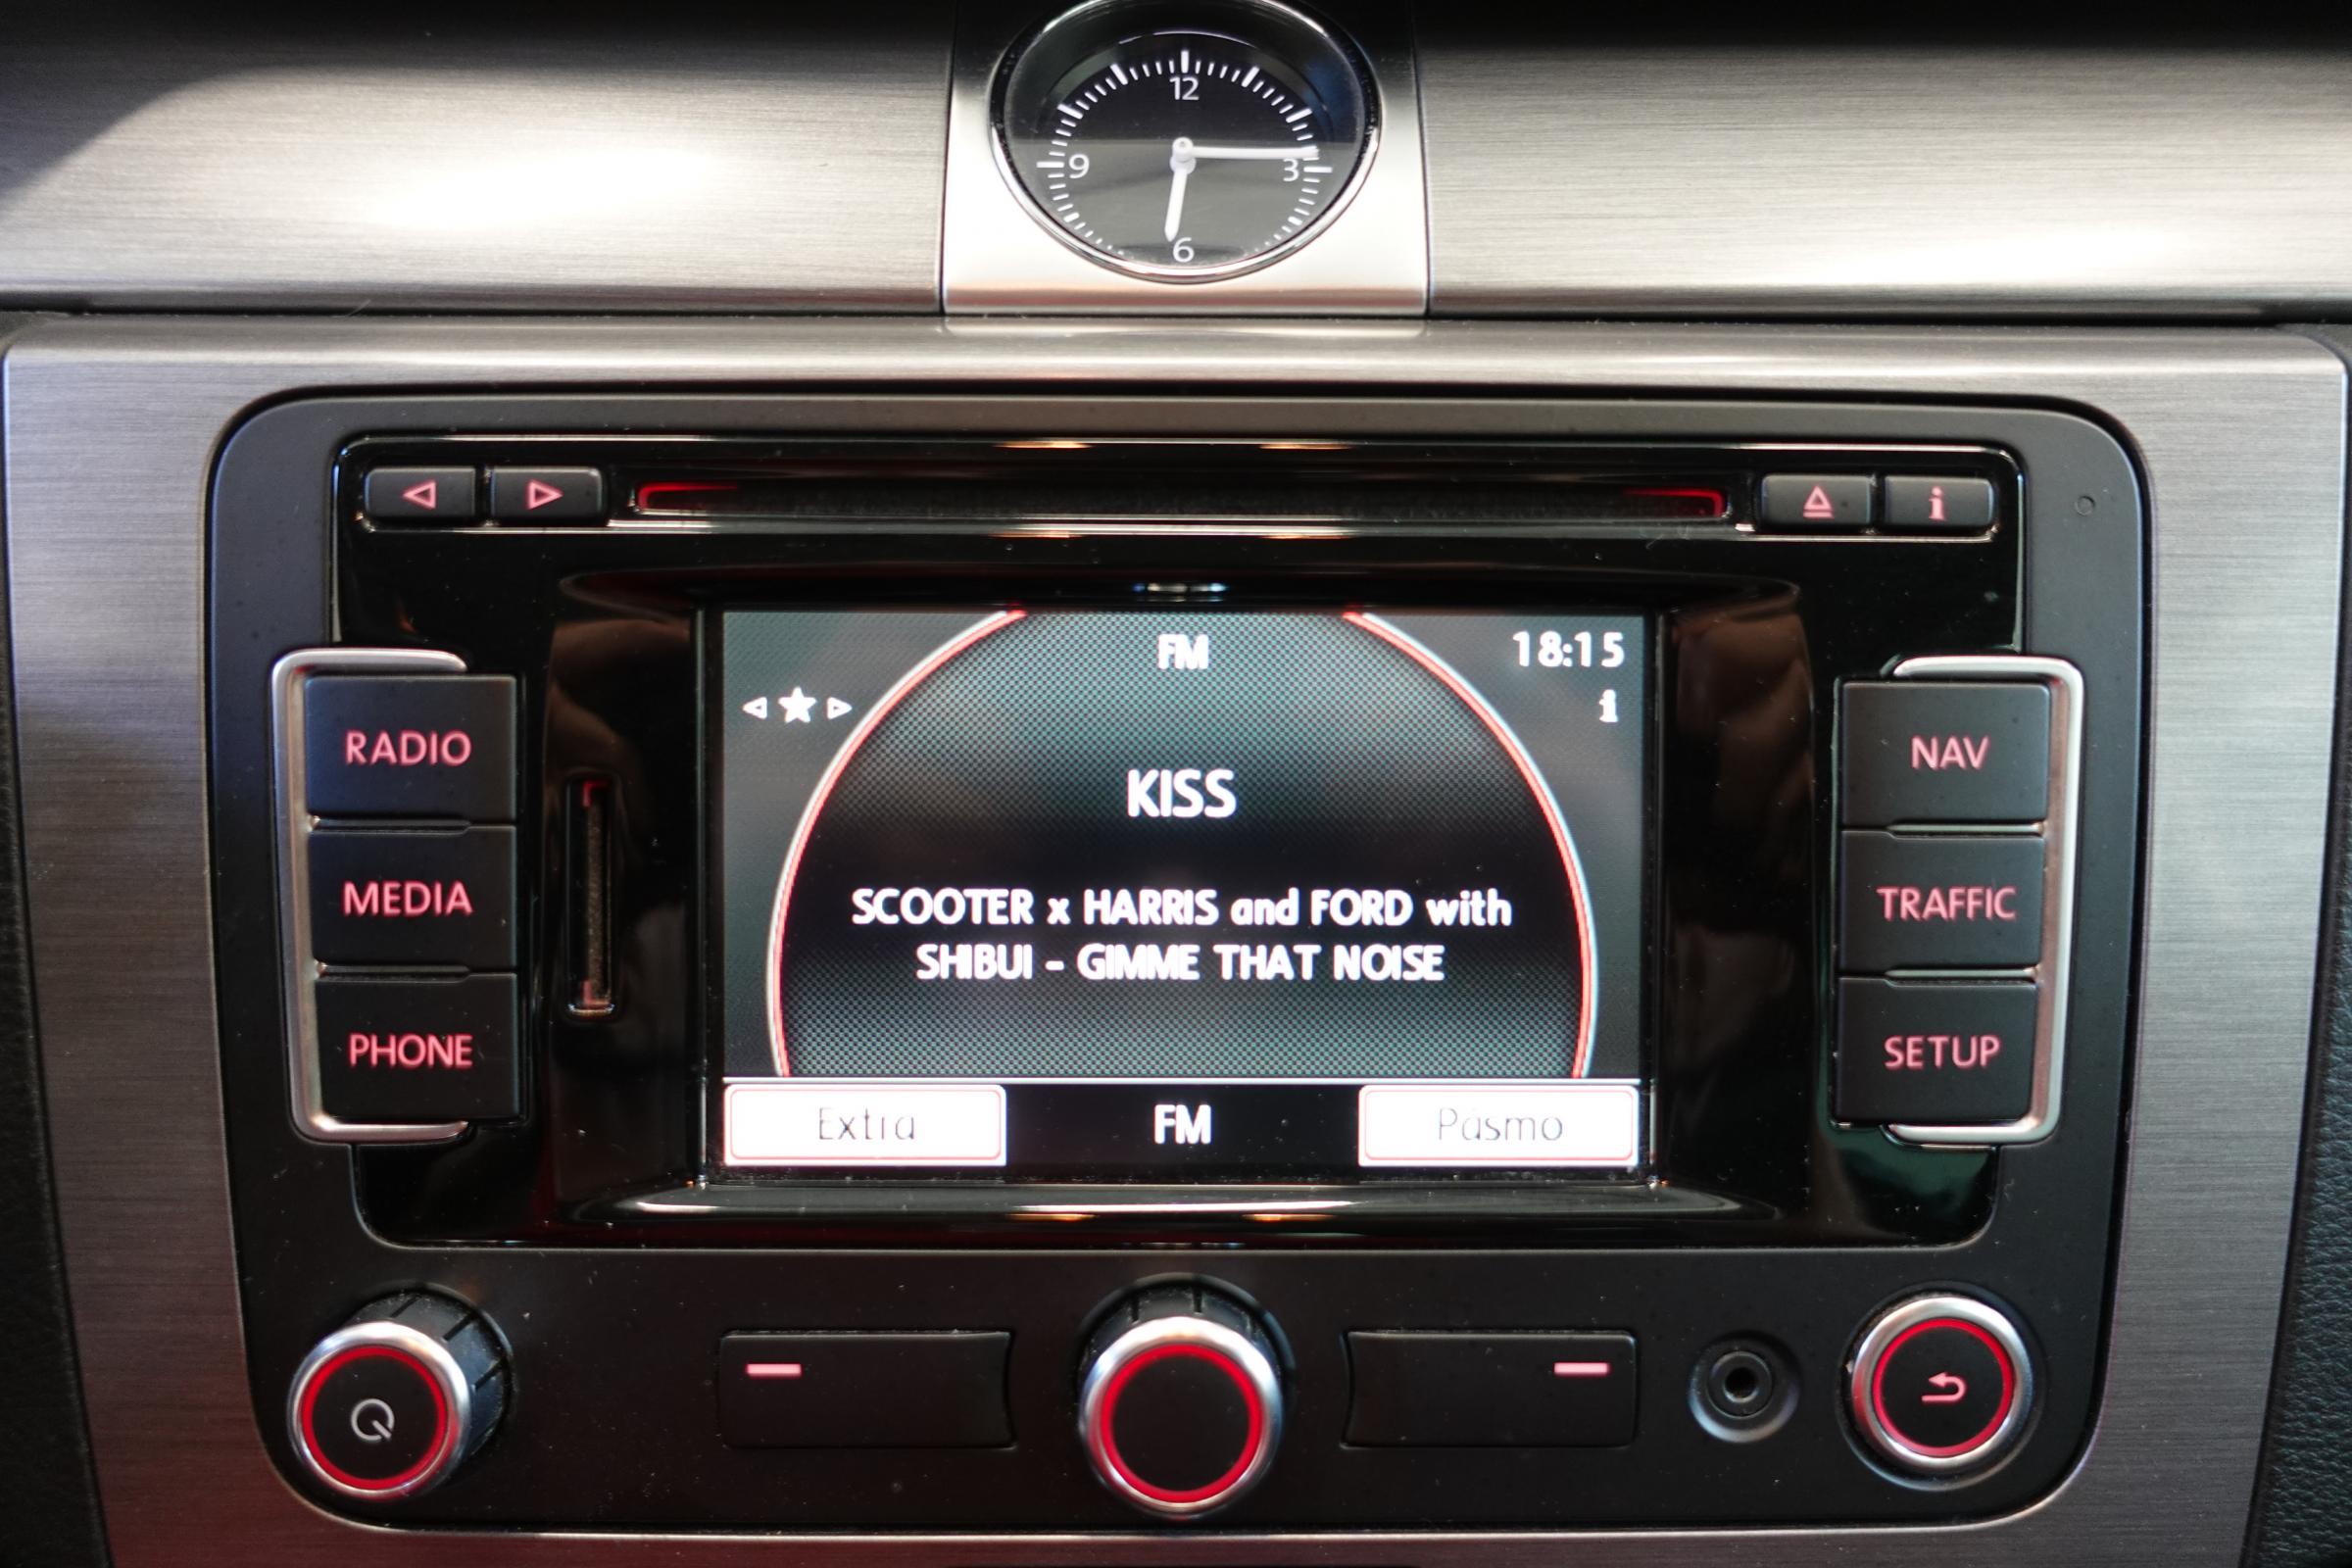 12
9
3
6
FM
18:15
i
i
KISS
SCOOTER x HARRIS and FORD with
SHIBUI - GIMME THAT NOISE
Extra
FM
Pásmo
RADIO
MEDIA
PHONE
NAV
TRAFFIC
SETUP